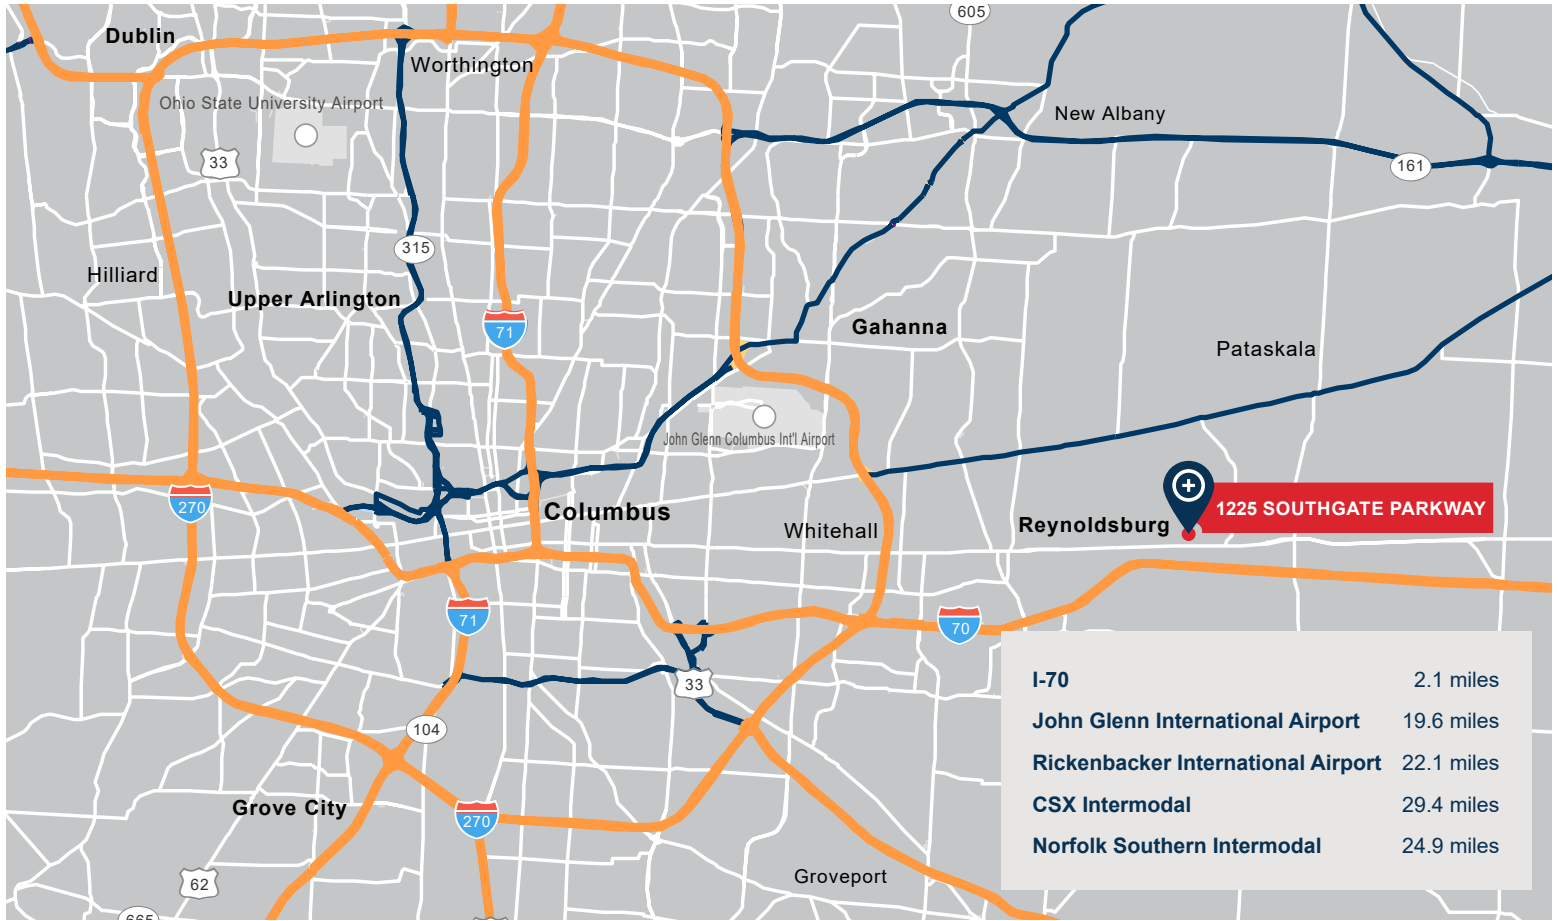 605
Dublin
Worthington
Ohio State University Airport
New Albany
33
161
315
Hilliard
Upper Arlington
71
Gahanna
Pataskala
John Glenn Columbus Int'l Airport
270
Columbus
1225 SOUTHGATE PARKWAY
Reynoldsburg
Whitehall
71
70
33
104
I-70 2.1 miles
John Glenn International Airport 19.6 miles
Rickenbacker International Airport 22.1 miles
CSX Intermodal 29.4 miles
Norfolk Southern Intermodal 24.9 miles
Grove City
270
Groveport
62
665